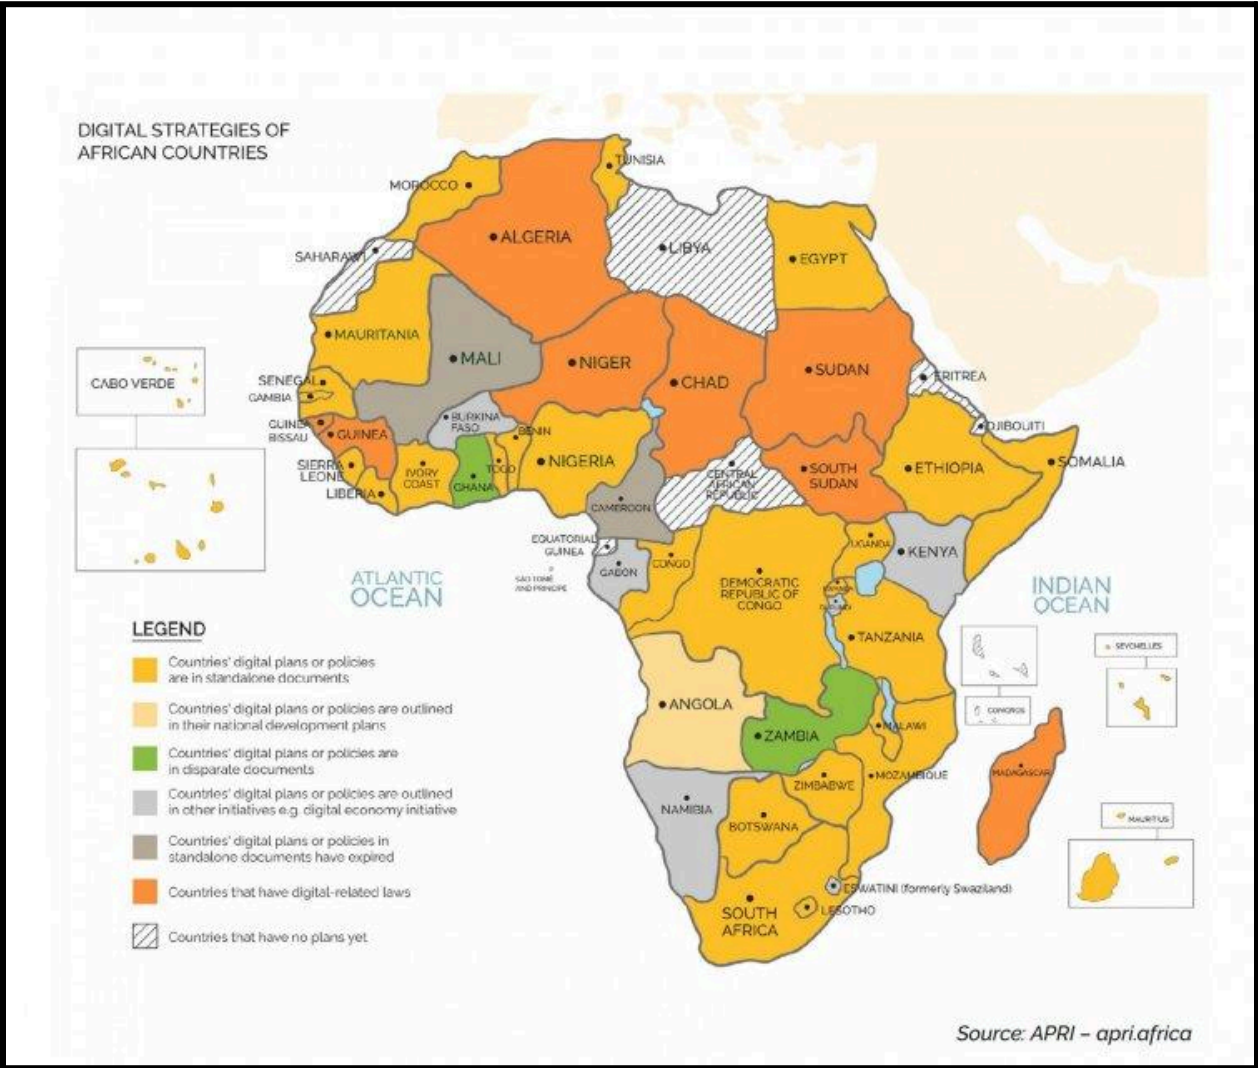 DIGITAL STRATEGIES OF
AFRICAN COUNTRIES
TUNISIA
MOROCCO
ALGERIA
SAHARAWI
LIBYA
EGYPT
MAURITANIA
MALI
NIGER
CHAD
SUDAN
ERITREA
CABO VERDE
SENEGAL
GAMBIA
GUINEA
BISSAU
GUINEA
BURKINA
FASO
BENIN
DJIBOUTI
SIERRA
LEONE
LIBERIA
IVORY
COAST
GHANA
TOGO
NIGERIA
CENTRAL
AFRICAN
REPUBLIC
SOUTH
SUDAN
ETHIOPIA
SOMALIA
CAMEROON
EQUATORIAL
GUINEA
SAO TOMÉ
AND PRINCIPE
GABON
CONGO
DEMOCRATIC
REPUBLIC OF
CONGO
UGANDA
KENYA
RWANDA
BURUNDI
TANZANIA
ATLANTIC
OCEAN
INDIAN
OCEAN
SEYCHELLES
COMOROS
ANGOLA
ZAMBIA
MALAWI
MOZAMBIQUE
MADAGASCAR
ZIMBABWE
NAMIBIA
BOTSWANA
MAURITIUS
ESWATINI (formerly Swaziland)
LESOTHO
SOUTH
AFRICA
LEGEND
Countries' digital plans or policies
are in standalone documents
Countries' digital plans or policies are outlined
in their national development plans
Countries' digital plans or policies are
in disparate documents
Countries' digital plans or policies are outlined
in other initiatives e.g. digital economy initiative
Countries' digital plans or policies in
standalone documents have expired
Countries that have digital-related laws
Countries that have no plans yet
Source: APRI – apri.africa